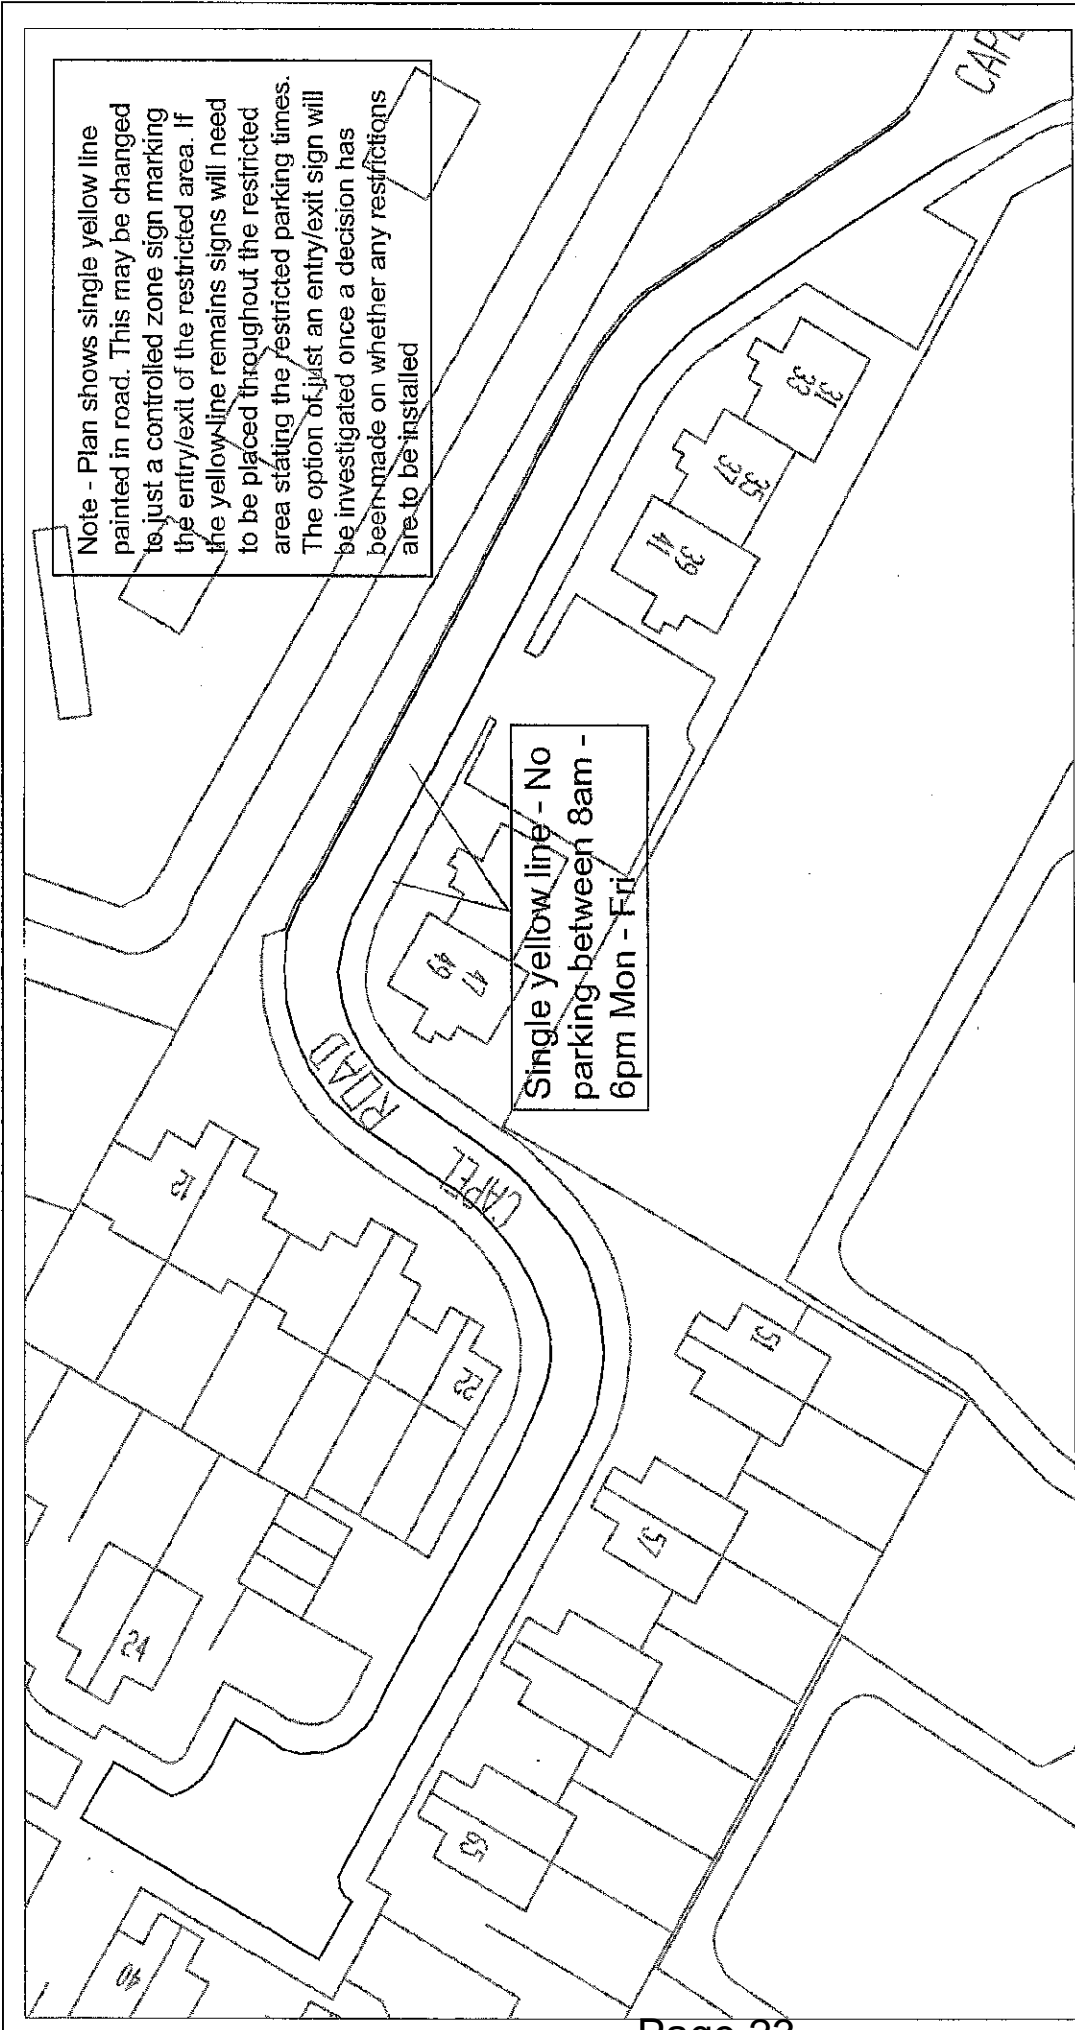 Note - Plan shows single yellow line
painted in road. This may be changed
to just a controlled zone sign marking
the entry/exit of the restricted area. If
the yellow line remains signs will need
to be placed throughout the restricted
area stating the restricted parking times.
The option of just an entry/exit sign will
be investigated once a decision has
been made on whether any restrictions
are to be installed
Single yellow line - No
parking between 8am -
6pm Mon - Fri
CAPEL
ROAD
31
33
35
37
39
41
47
49
12
22
24
40
51
57
63
Page 23